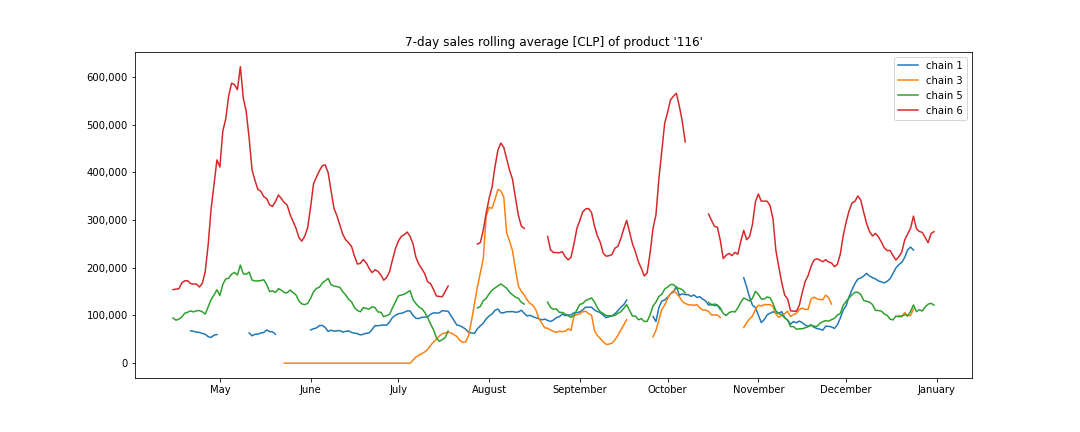 7-day sales rolling average [CLP] of product '116'
chain 1
chain 3
chain 5
chain 6
600,000
500,000
400,000
300,000
200,000
100,000
0
May June July August September October November December January